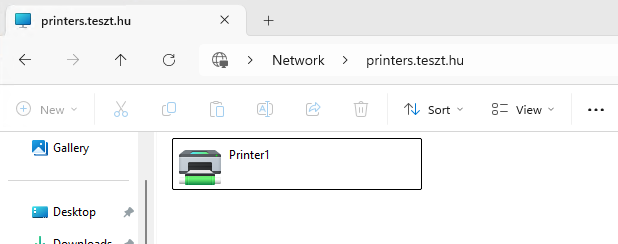 printers.teszt.hu
Network printers.teszt.hu
New Sort View
Gallery
Printer1
Desktop
Downloads